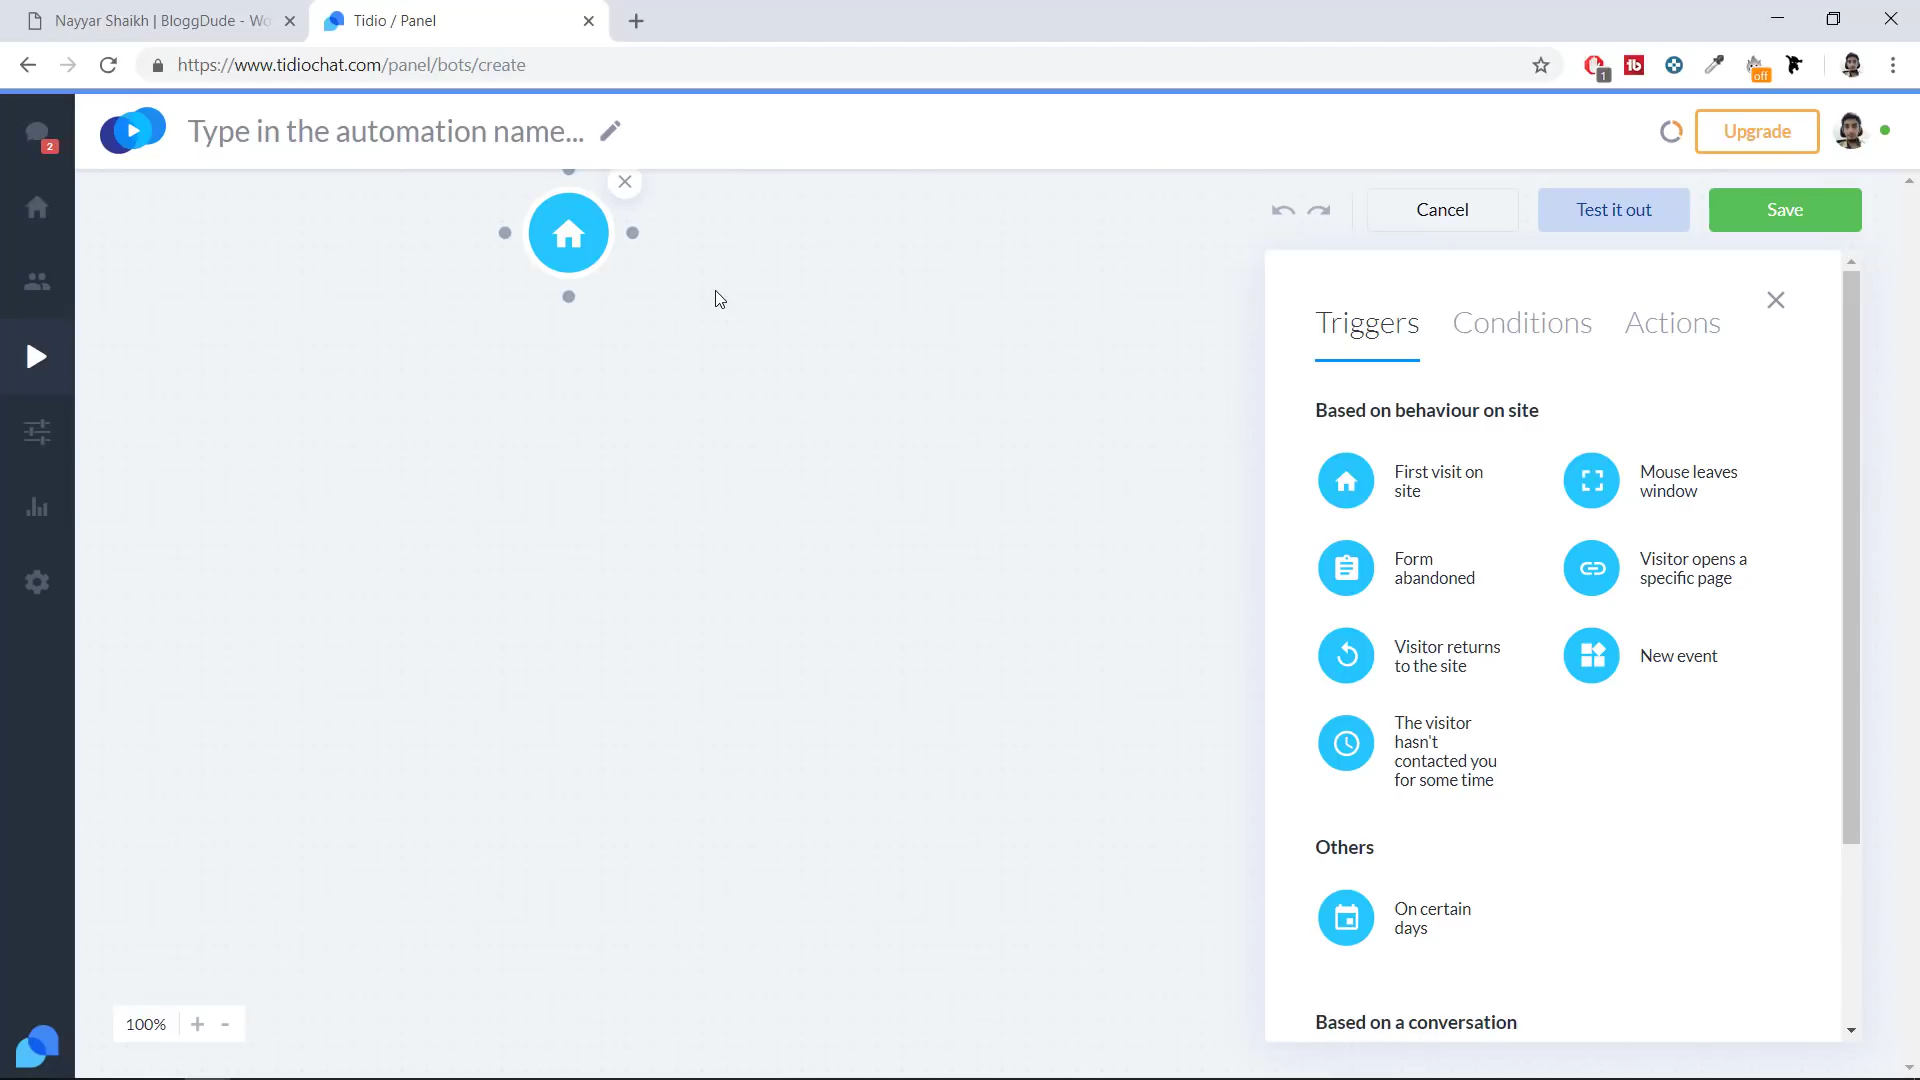 Nayyar Shaikh | BloggDude - Wo
Tidio / Panel
https://www.tidiochat.com/panel/bots/create
1
off
2
Type in the automation name...
Upgrade
Cancel
Test it out
Save
Triggers
Conditions
Actions
Based on behaviour on site
First visit on
site
Mouse leaves
window
Form
abandoned
Visitor opens a
specific page
Visitor returns
to the site
New event
The visitor
hasn't
contacted you
for some time
Others
On certain
days
Based on a conversation
100%
+
-